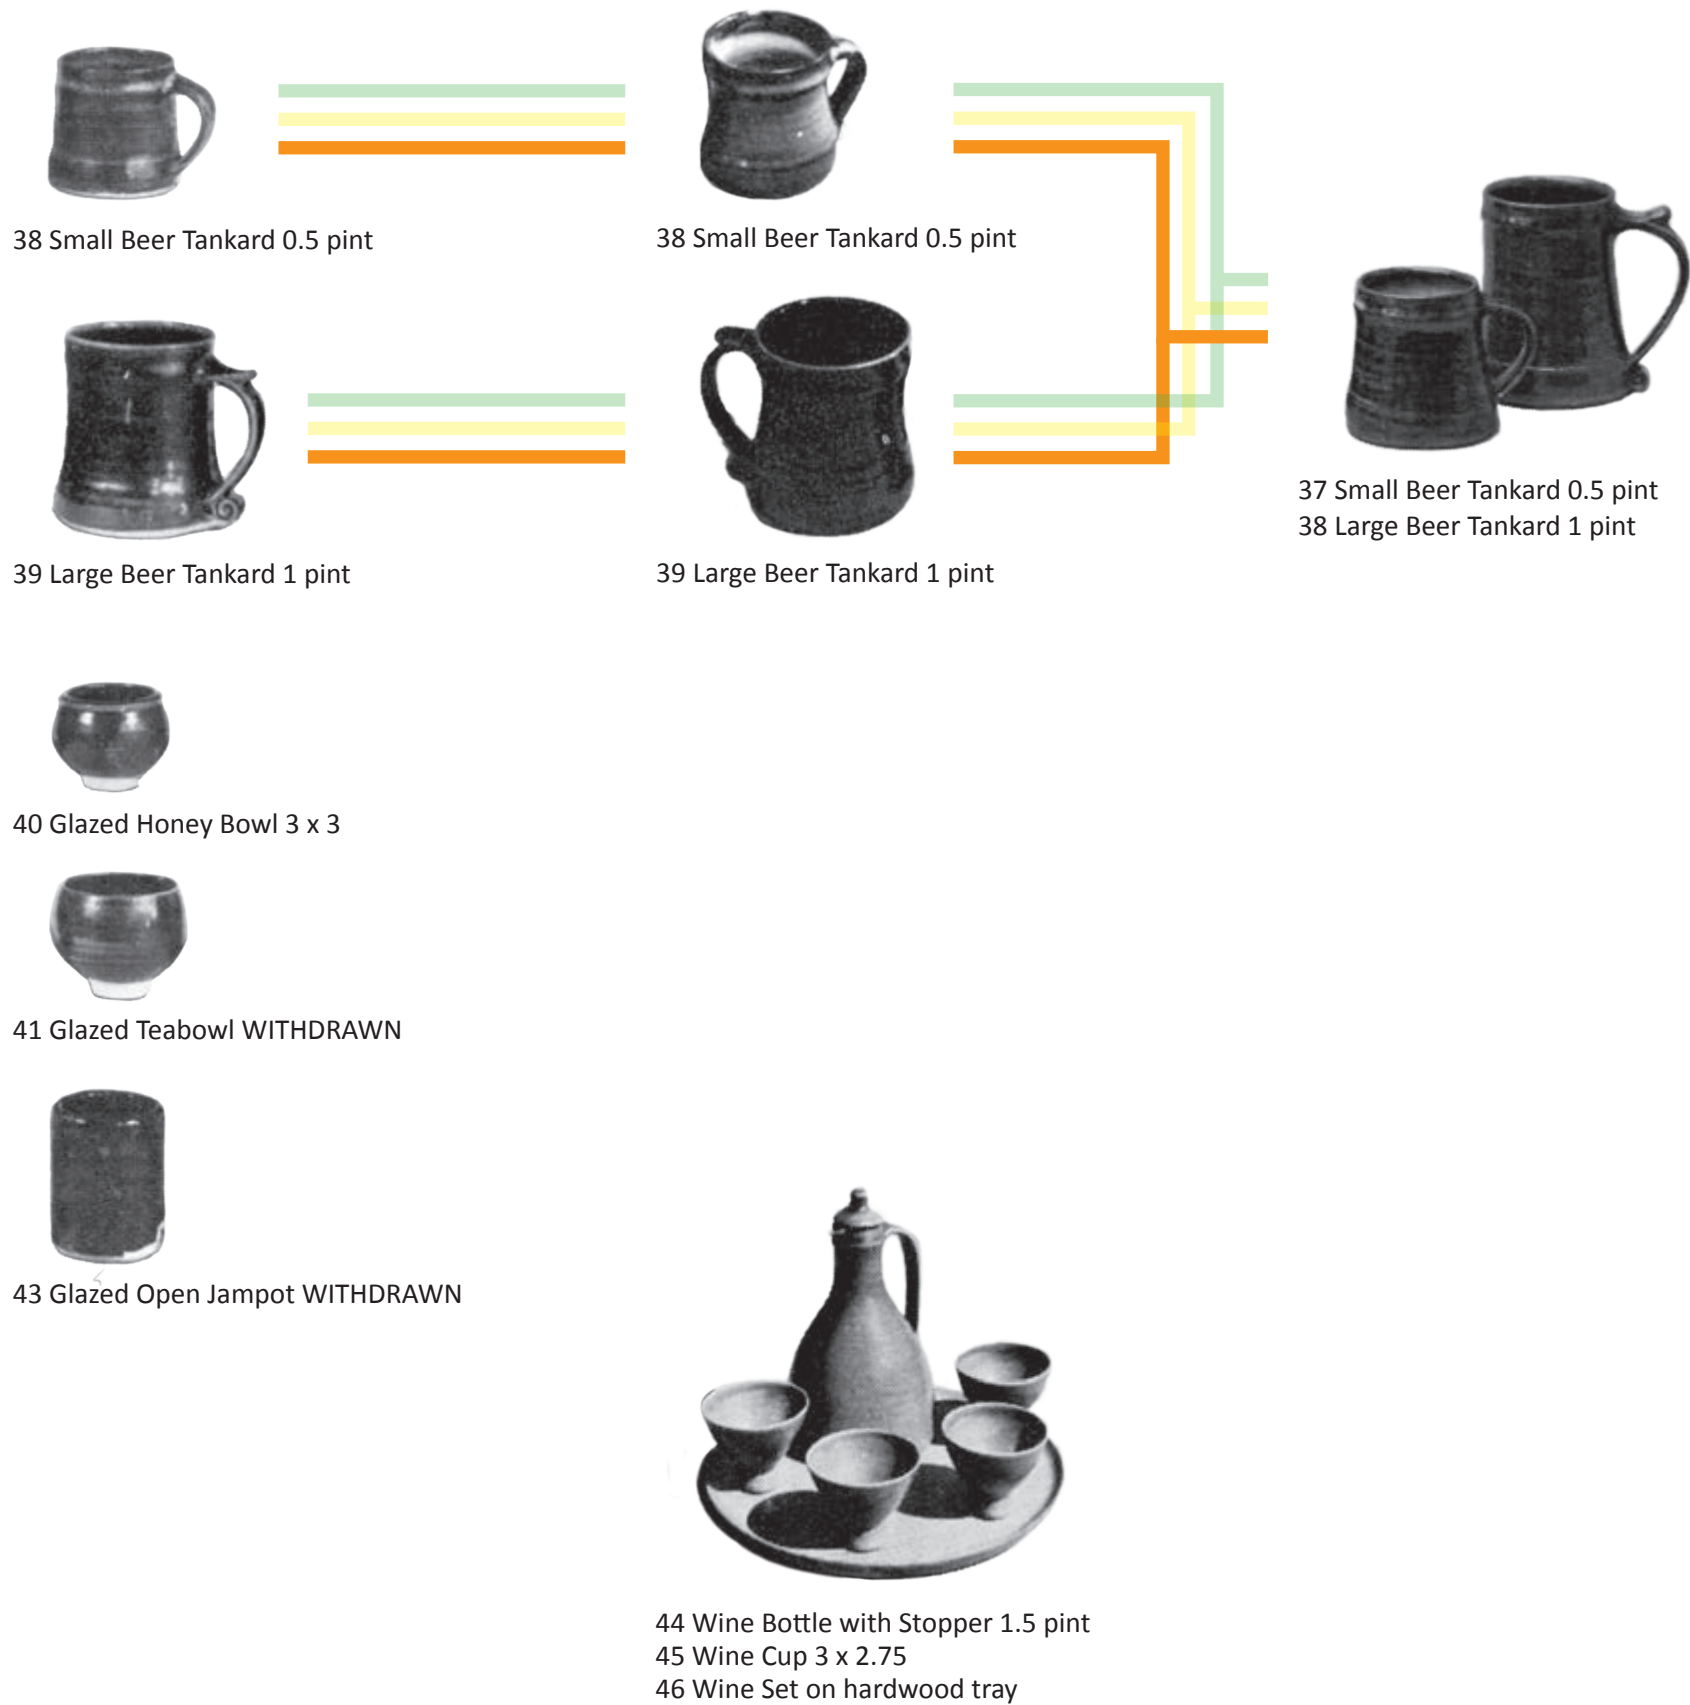 38 Small Beer Tankard 0.5 pint
38 Small Beer Tankard 0.5 pint
37 Small Beer Tankard 0.5 pint
38 Large Beer Tankard 1 pint
39 Large Beer Tankard 1 pint
39 Large Beer Tankard 1 pint
40 Glazed Honey Bowl 3 x 3
41 Glazed Teabowl WITHDRAWN
43 Glazed Open Jampot WITHDRAWN
44 Wine Bottle with Stopper 1.5 pint
45 Wine Cup 3 x 2.75
46 Wine Set on hardwood tray